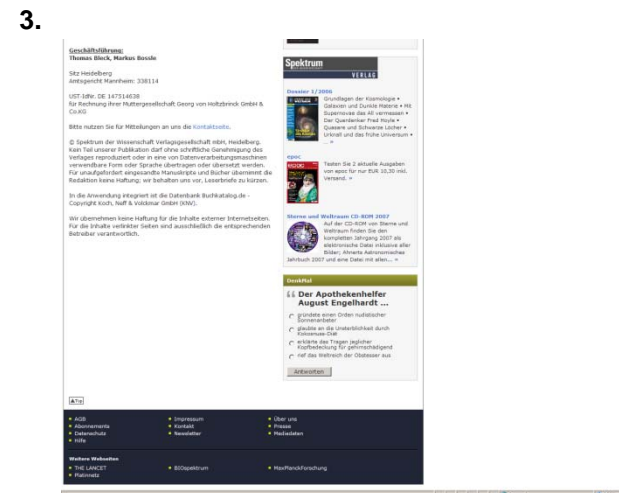 3.
Geschäftsführung:
Thomas Bleck, Markus Bossle
Sitz Heidelberg
Amtsgericht Mannheim: 338114
UST-IdNr. DE 147514638
für Rechnung ihrer Muttergesellschaft Georg von Holtzbrinck GmbH &
Co.KG
Bitte nutzen Sie für Mitteilungen an uns die Kontaktseite.
© Spektrum der Wissenschaft Verlagsgesellschaft mbH, Heidelberg.
Kein Teil unserer Publikation darf ohne schriftliche Genehmigung des
Verlages reproduziert oder in eine von Datenverarbeitungsmaschinen
verwendbare Form oder Sprache übertragen oder übersetzt werden.
Für unaufgefordert eingesandte Manuskripte und Bücher übernimmt die
Redaktion keine Haftung; wir behalten uns vor, Leserbriefe zu kürzen.
In die Anwendung integriert ist die Datenbank Buchkatalog.de -
Copyright Koch, Neff & Volckmar GmbH (KNV).
Wir übernehmen keine Haftung für die Inhalte externer Internetseiten.
Für die Inhalte verlinkter Seiten sind ausschließlich die entsprechenden
Betreiber verantwortlich.
Spektrum
VERLAG
Dossier 1/2006
Grundlagen der Kosmologie •
Galaxien und Dunkle Materie • Mit
Supernovae das All vermessen •
Der Querdenker Fred Hoyle •
Quasare und Schwarze Löcher •
Urknall und das frühe Universum •
... »
epoc
Testen Sie 2 aktuelle Ausgaben
von epoc für nur EUR 10,30 inkl.
Versand. »
Sterne und Weltraum CD-ROM 2007
Auf der CD-ROM von Sterne und
Weltraum finden Sie den
kompletten Jahrgang 2007 als
elektronische Datei inklusive aller
Bilder; Ahnerts Astronomisches
Jahrbuch 2007 und eine Datei mit allen... »
DenkMal
Der Apothekenhelfer
August Engelhardt ...
gründete einen Orden nudistischer
Sonnenanbeter
glaubte an die Unsterblichkeit durch
Kokosnuss-Diät
erklärte das Tragen jeglicher
Kopfbedeckung für gehirnschädigend
rief das Weltreich der Obstesser aus
Antworten
Top
AGB
Abonnements
Datenschutz
Hilfe
Impressum
Kontakt
Newsletter
Über uns
Presse
Mediadaten
Weitere Webseiten
THE LANCET
Platinnetz
BIOspektrum
MaxPlanckForschung